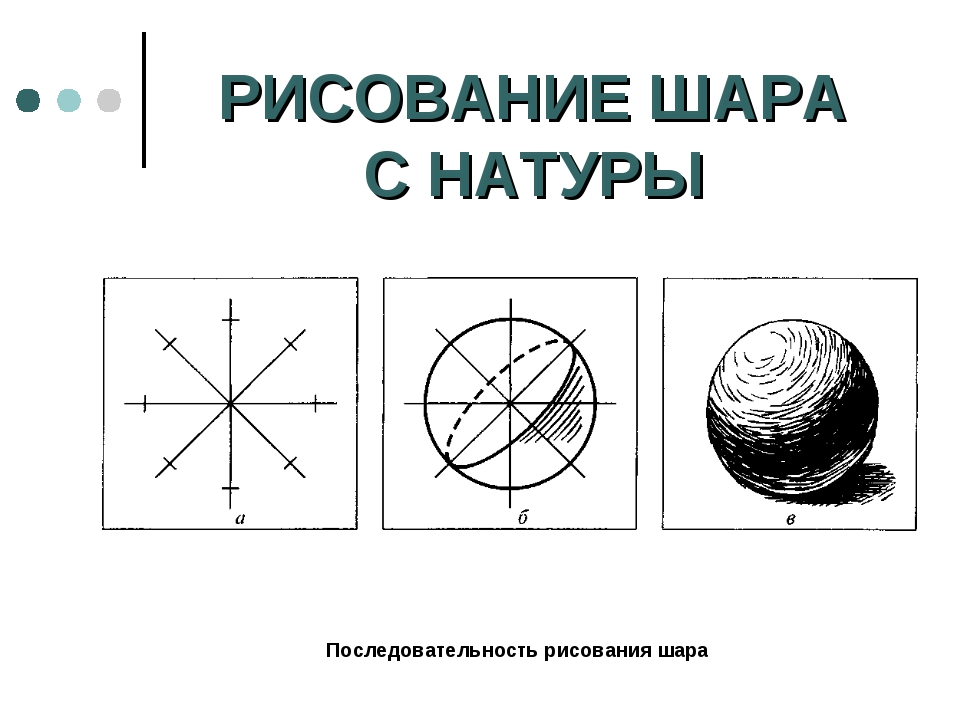 РИСОВАНИЕ ШАРА
С НАТУРЫ
а
б
в
Последовательность рисования шара